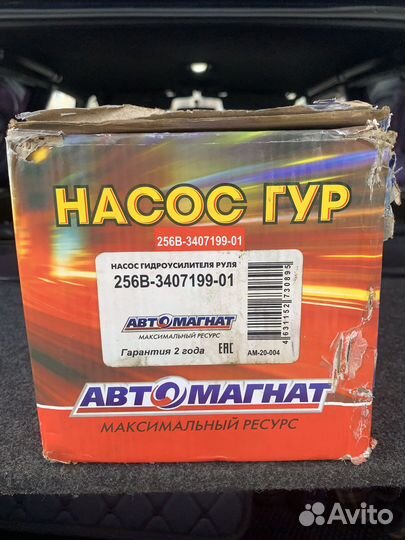 НАСОС ГУР
256В-3407199-01
НАСОС ГИДРОУСИЛИТЕЛЯ РУЛЯ
256В-3407199-01
АВТОМАГНАТ
МАКСИМАЛЬНЫЙ РЕСУРС
Гарантия 2 года
EAC
4631152730895
АМ-20-004
АВТОМАГНАТ
МАКСИМАЛЬНЫЙ РЕСУРС
Avito